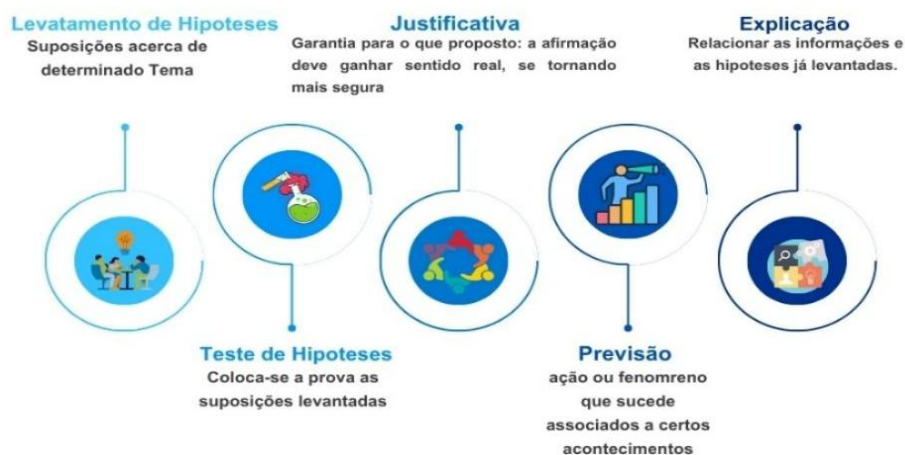 Levatamento de Hipoteses
Suposições acerca de
determinado Tema
Teste de Hipoteses
Coloca-se a prova as
suposições levantadas
Justificativa
Garantia para o que proposto: a afirmação
deve ganhar sentido real, se tornando
mais segura
Previsão
ação ou fenomreno
que sucede
associados a certos
acontecimentos
Explicação
Relacionar as informações e
as hipoteses já levantadas.